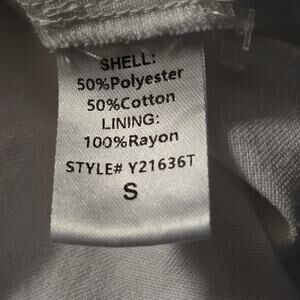 SHELL:
50%Polyester
50%Cotton
LINING:
100%Rayon
STYLE# Y21636T
S